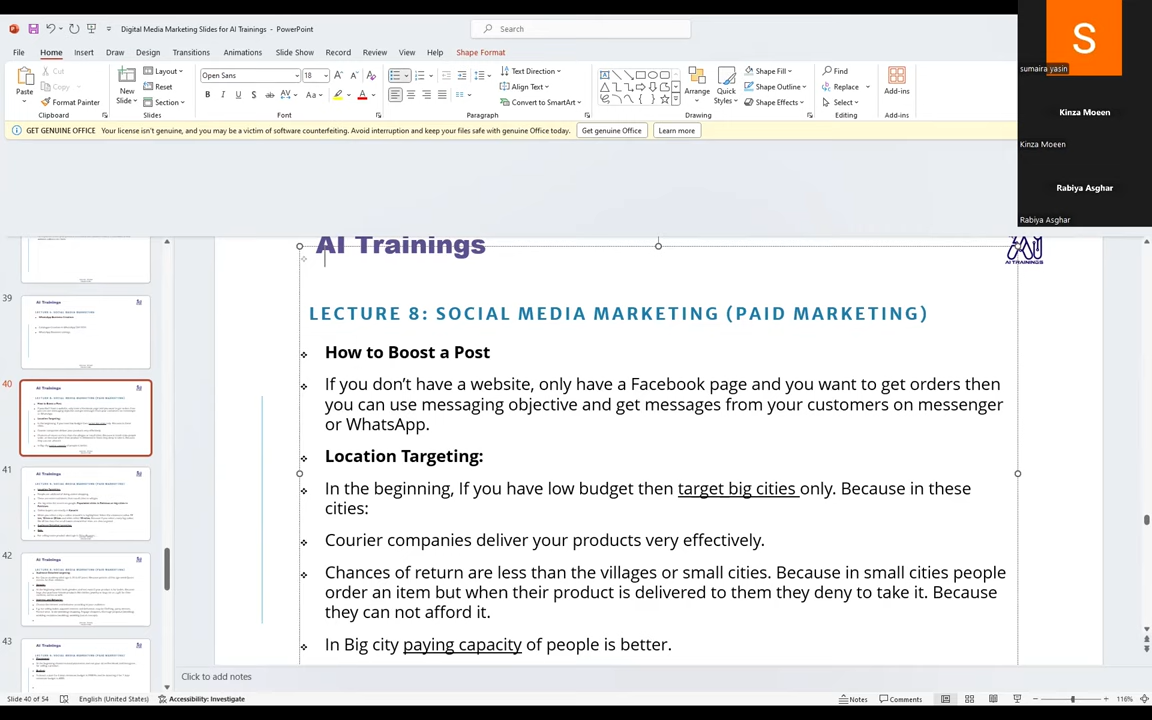 Digital Media Marketing Slides for AI Trainings - PowerPoint
Search
File Home Insert Draw Design Transitions Animations Slide Show Record Review View Help Shape Format
Paste
Cut
Copy
Format Painter
Clipboard
New
Slide
Layout
Reset
Section
Slides
Open Sans 18
B I U S ab AV Aa A
Font
Text Direction
Align Text
Convert to SmartArt
Paragraph
Arrange
Quick
Styles
Shape Fill
Shape Outline
Shape Effects
Drawing
Find
Replace
Select
Editing
Add-ins
Add-ins
GET GENUINE OFFICE Your license isn't genuine, and you may be a victim of software counterfeiting. Avoid interruption and keep your files safe with genuine Office today. Get genuine Office Learn more
S
sumaira yasin
Kinza Moeen
Kinza Moeen
Rabiya Asghar
Rabiya Asghar
39
40
41
42
43
AI Trainings
AI TRAININGS
LECTURE 8: SOCIAL MEDIA MARKETING (PAID MARKETING)
How to Boost a Post
If you don't have a website, only have a Facebook page and you want to get orders then
you can use messaging objective and get messages from your customers on messenger
or WhatsApp.
Location Targeting:
In the beginning, If you have low budget then target big cities only. Because in these
cities:
Courier companies deliver your products very effectively.
Chances of return are less than the villages or small cities. Because in small cities people
order an item but when their product is delivered to them they deny to take it. Because
they can not afford it.
In Big city paying capacity of people is better.
Click to add notes
Slide 40 of 54 English (United States) Accessibility: Investigate Notes Comments 116%